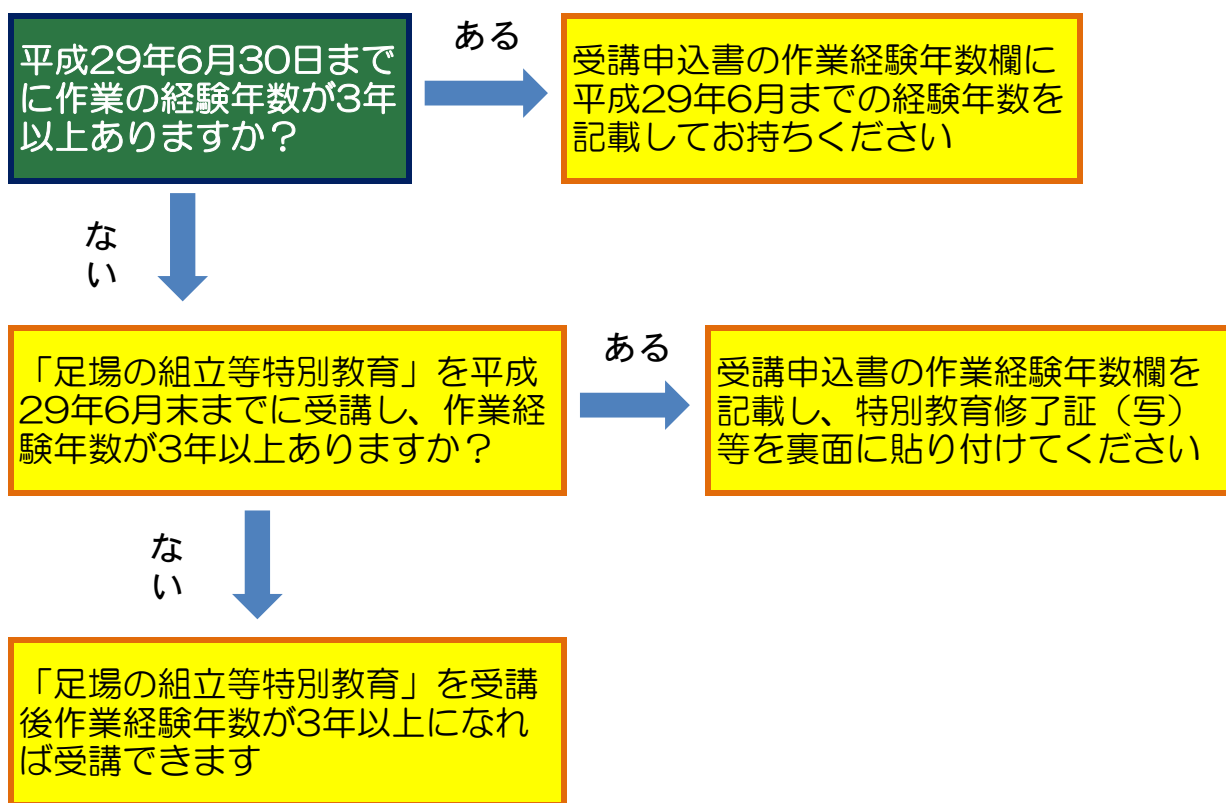 平成29年6月30日まで
に作業の経験年数が3年
以上ありますか？
ある
受講申込書の作業経験年数欄に
平成29年6月までの経験年数を
記載してお持ちください
な
い
「足場の組立等特別教育」を平成
29年6月末までに受講し、作業経
験年数が3年以上ありますか？
ある
受講申込書の作業経験年数欄を
記載し、特別教育修了証（写）
等を裏面に貼り付けてください
な
い
「足場の組立等特別教育」を受講
後作業経験年数が3年以上になれ
ば受講できます